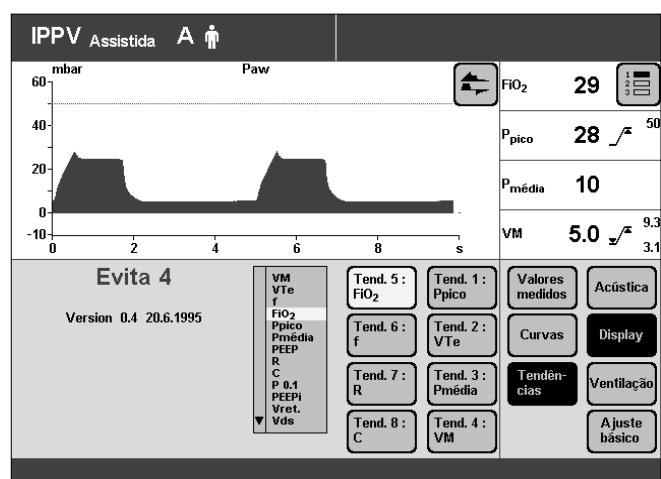 IPPV Assistida A
mbar Paw
60
40
20
0
-10
0 2 4 6 8 s
FiO2 29
1
2
3
Ppico 28 50
Pmédia 10
VM 5.0 9.3
3.1
Evita 4
Version 0.4 20.6.1995
VM
VTe
f
FiO2
Ppico
Pmédia
PEEP
R
C
P 0.1
PEEPi
Vret.
Vds
Tend. 5 :
FiO2
Tend. 1 :
Ppico
Tend. 6 :
f
Tend. 2 :
VTe
Tend. 7 :
R
Tend. 3 :
Pmédia
Tend. 8 :
C
Tend. 4 :
VM
Valores
medidos
Acústica
Curvas
Display
Tendên-
cias
Ventilação
Ajuste
básico